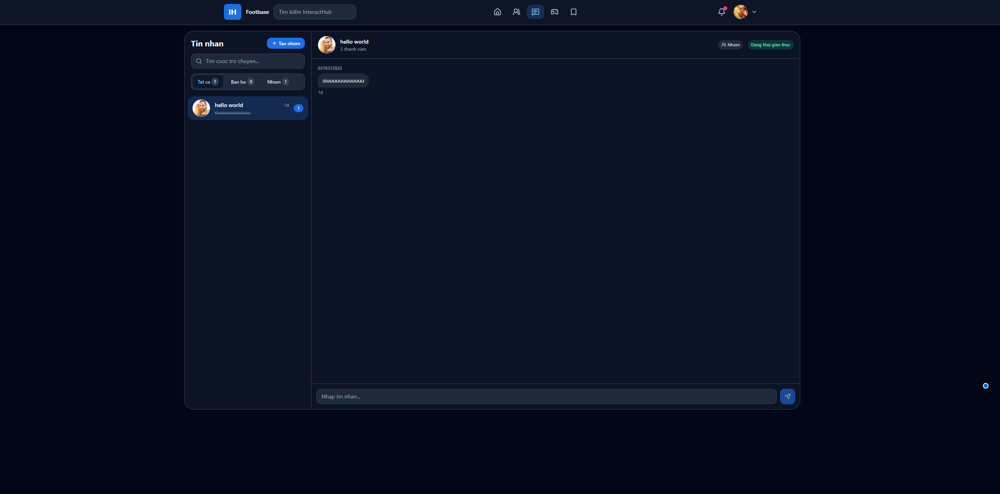 IH Footbase Tìm kiếm InteractHub
Tin nhan
+ Tao nhom
Tim cuoc tro chuyen...
Tat ca 1 Ban be 0 Nhom 1
hello world 1d 1
siuuuuuuuuuuu
hello world
3 thanh vien
Nhom Dang thoi gian thuc
0376372825
siuuuuuuuuuuu
1d
Nhap tin nhan...